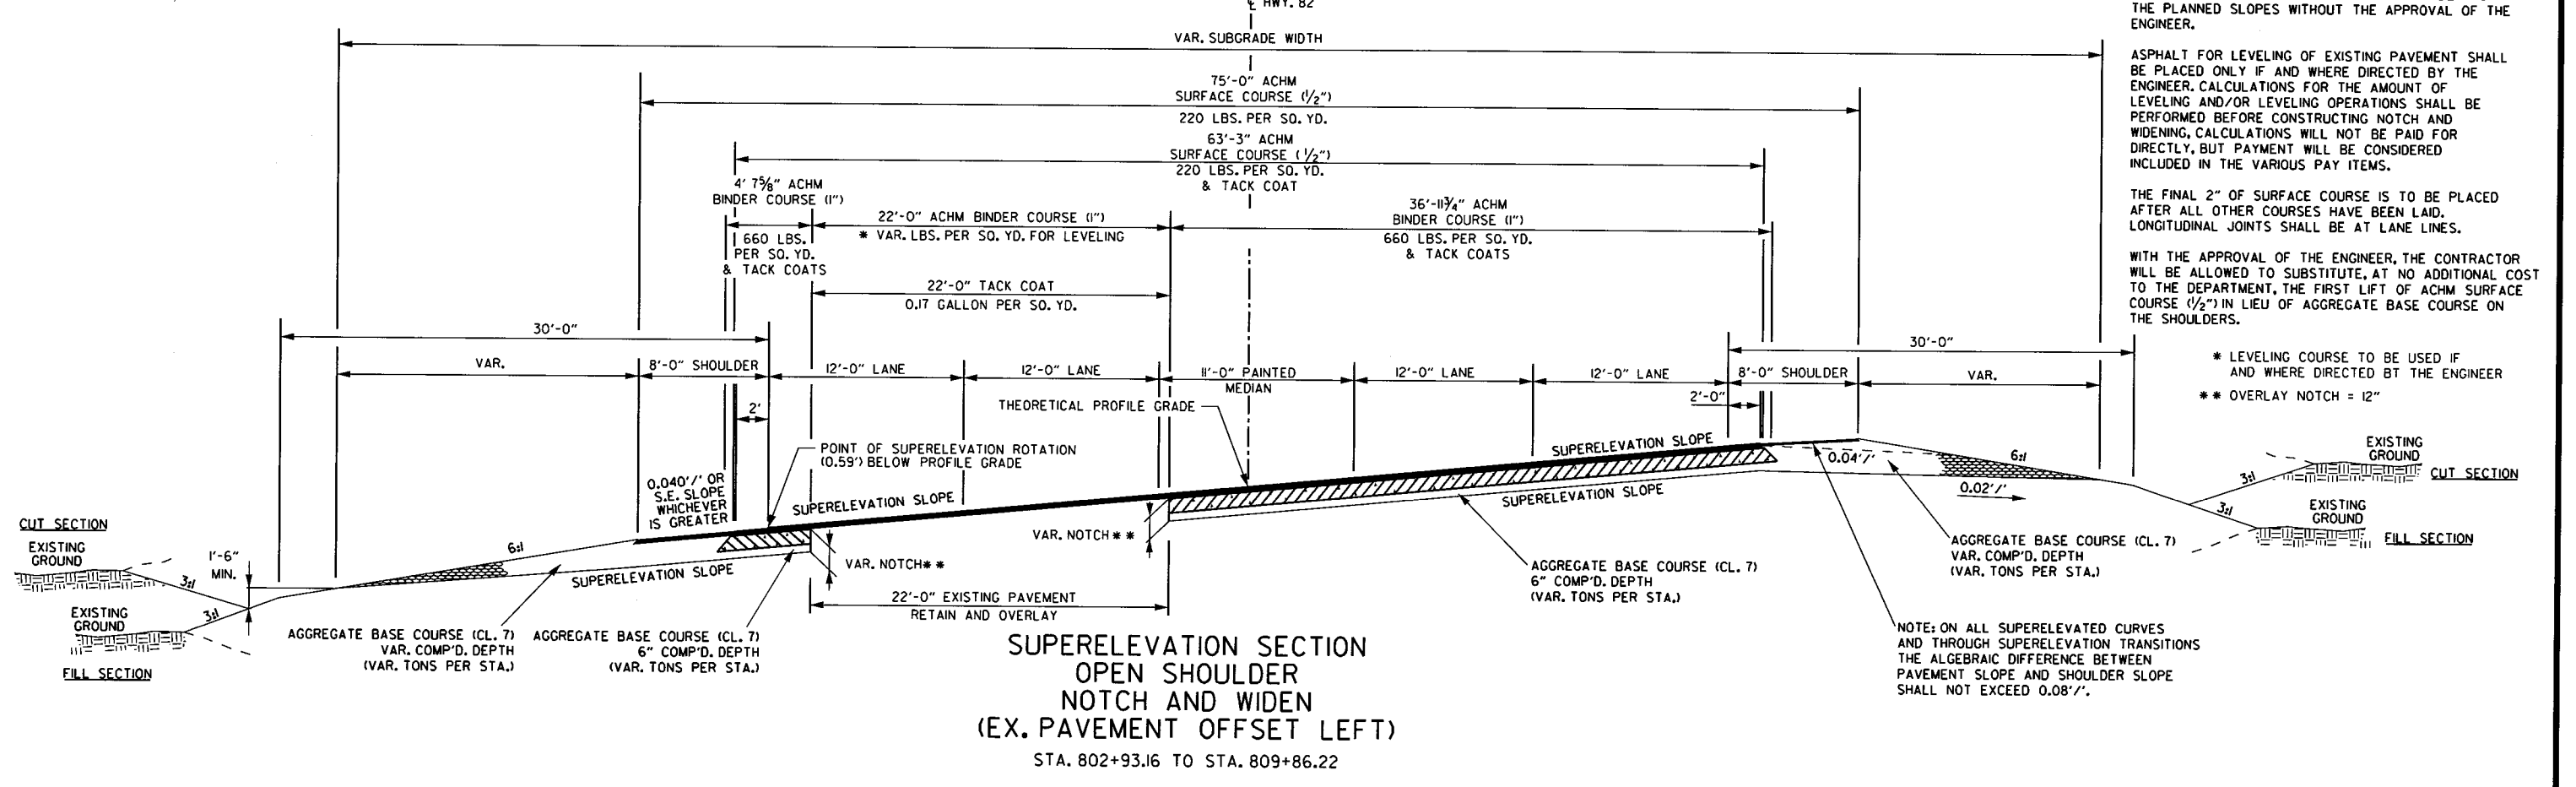 ℄ HWY. 82
VAR. SUBGRADE WIDTH
75'-0" ACHM
SURFACE COURSE (1/2")
220 LBS. PER SQ. YD.
63'-3" ACHM
SURFACE COURSE (1/2")
220 LBS. PER SQ. YD.
& TACK COAT
4' 7⅝" ACHM
BINDER COURSE (1")
660 LBS.
PER SQ. YD.
& TACK COATS
22'-0" ACHM BINDER COURSE (1")
* VAR. LBS. PER SQ. YD. FOR LEVELING
36'-11¾" ACHM
BINDER COURSE (1")
660 LBS. PER SQ. YD.
& TACK COATS
22'-0" TACK COAT
0.17 GALLON PER SQ. YD.
30'-0"
30'-0"
VAR.
8'-0" SHOULDER
12'-0" LANE
12'-0" LANE
11'-0" PAINTED
MEDIAN
12'-0" LANE
12'-0" LANE
8'-0" SHOULDER
VAR.
2'
2'-0"
THEORETICAL PROFILE GRADE
POINT OF SUPERELEVATION ROTATION
(0.59') BELOW PROFILE GRADE
0.040'/' OR
S.E. SLOPE
WHICHEVER
IS GREATER
SUPERELEVATION SLOPE
SUPERELEVATION SLOPE
SUPERELEVATION SLOPE
SUPERELEVATION SLOPE
0.04'/'
6:1
0.02'/'
6:1
3:1
3:1
3:1
3:1
CUT SECTION
EXISTING
GROUND
1'-6"
MIN.
EXISTING
GROUND
FILL SECTION
EXISTING
GROUND
CUT SECTION
EXISTING
GROUND
FILL SECTION
VAR. NOTCH**
VAR. NOTCH**
22'-0" EXISTING PAVEMENT
RETAIN AND OVERLAY
AGGREGATE BASE COURSE (CL. 7)
VAR. COMP'D. DEPTH
(VAR. TONS PER STA.)
AGGREGATE BASE COURSE (CL. 7)
6" COMP'D. DEPTH
(VAR. TONS PER STA.)
AGGREGATE BASE COURSE (CL. 7)
6" COMP'D. DEPTH
(VAR. TONS PER STA.)
AGGREGATE BASE COURSE (CL. 7)
VAR. COMP'D. DEPTH
(VAR. TONS PER STA.)
NOTE: ON ALL SUPERELEVATED CURVES
AND THROUGH SUPERELEVATION TRANSITIONS
THE ALGEBRAIC DIFFERENCE BETWEEN
PAVEMENT SLOPE AND SHOULDER SLOPE
SHALL NOT EXCEED 0.08'/'.
SUPERELEVATION SECTION
OPEN SHOULDER
NOTCH AND WIDEN
(EX. PAVEMENT OFFSET LEFT)
STA. 802+93.16 TO STA. 809+86.22
THE PLANNED SLOPES WITHOUT THE APPROVAL OF THE
ENGINEER.
ASPHALT FOR LEVELING OF EXISTING PAVEMENT SHALL
BE PLACED ONLY IF AND WHERE DIRECTED BY THE
ENGINEER. CALCULATIONS FOR THE AMOUNT OF
LEVELING AND/OR LEVELING OPERATIONS SHALL BE
PERFORMED BEFORE CONSTRUCTING NOTCH AND
WIDENING, CALCULATIONS WILL NOT BE PAID FOR
DIRECTLY, BUT PAYMENT WILL BE CONSIDERED
INCLUDED IN THE VARIOUS PAY ITEMS.
THE FINAL 2" OF SURFACE COURSE IS TO BE PLACED
AFTER ALL OTHER COURSES HAVE BEEN LAID.
LONGITUDINAL JOINTS SHALL BE AT LANE LINES.
WITH THE APPROVAL OF THE ENGINEER, THE CONTRACTOR
WILL BE ALLOWED TO SUBSTITUTE, AT NO ADDITIONAL COST
TO THE DEPARTMENT, THE FIRST LIFT OF ACHM SURFACE
COURSE (1/2") IN LIEU OF AGGREGATE BASE COURSE ON
THE SHOULDERS.
* LEVELING COURSE TO BE USED IF
AND WHERE DIRECTED BT THE ENGINEER
** OVERLAY NOTCH = 12"